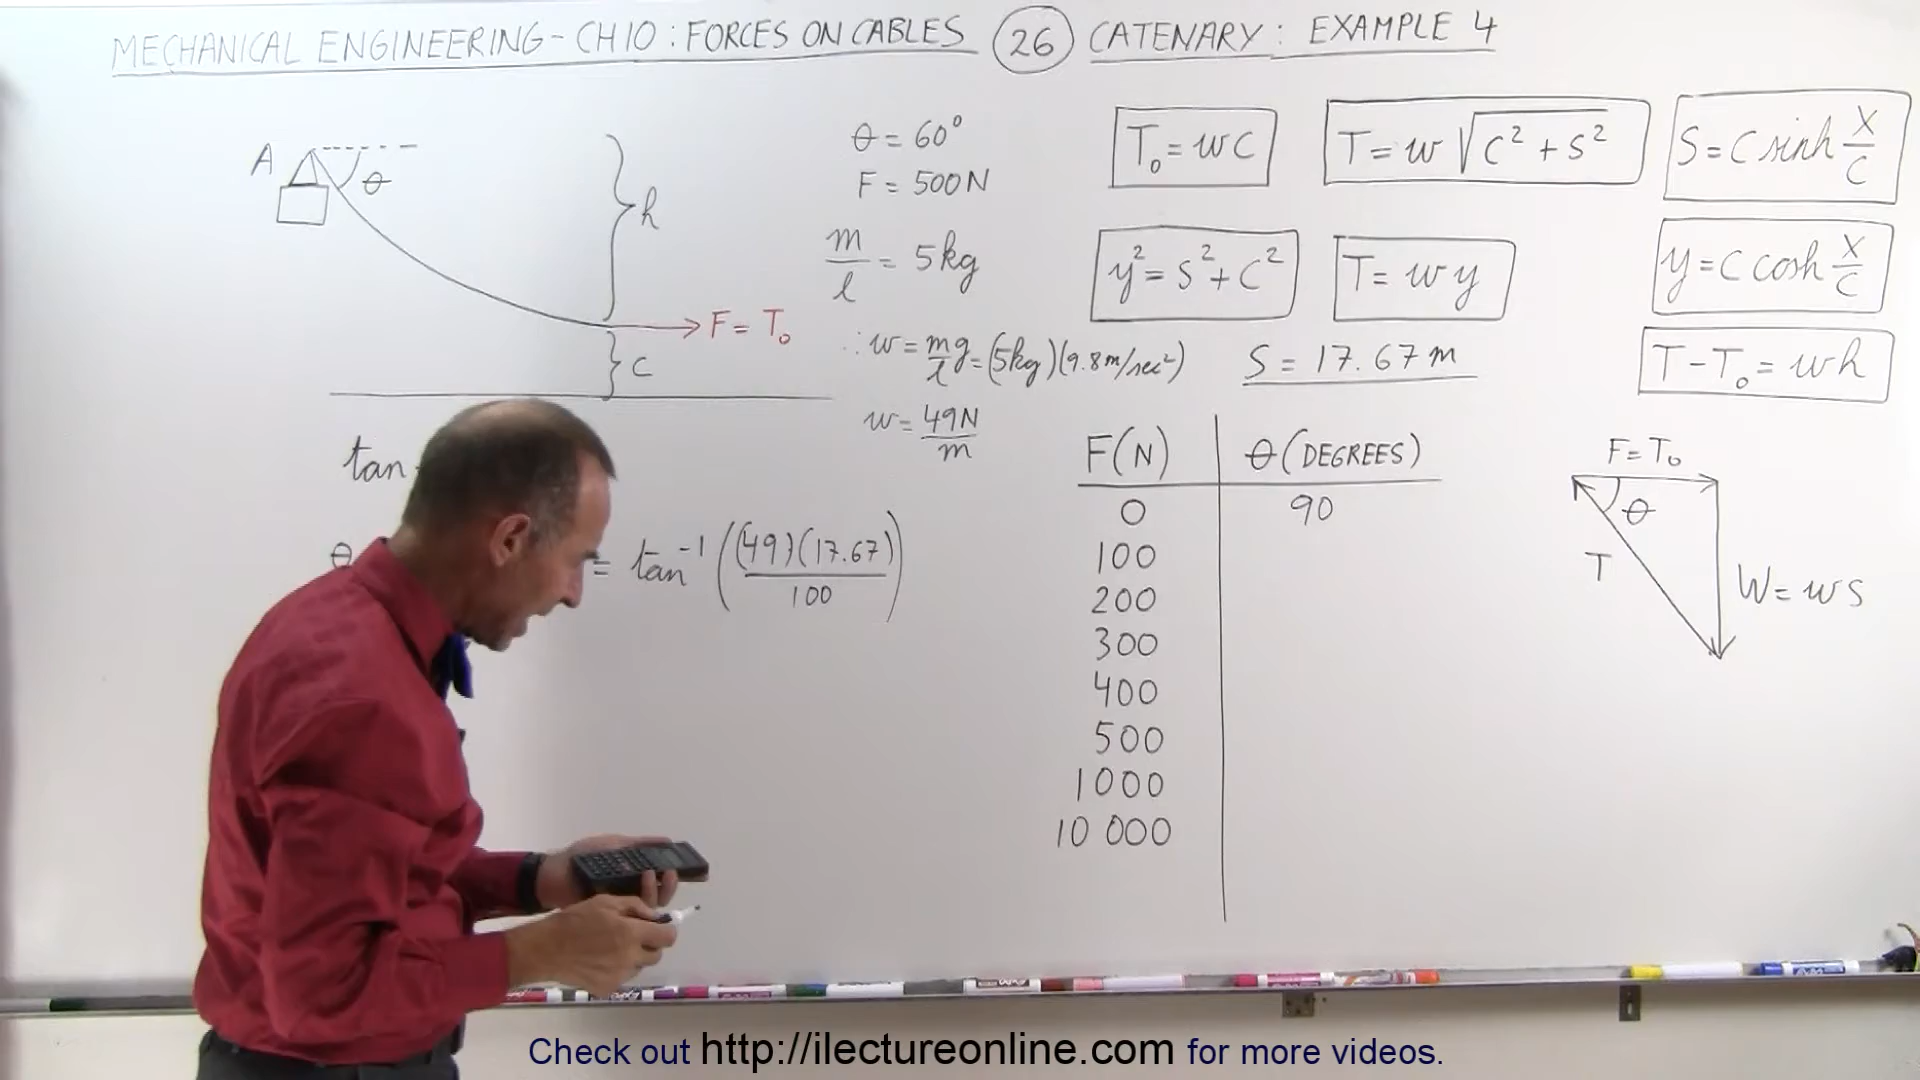 MECHANICAL ENGINEERING - CH 10 : FORCES ON CABLES (26) CATENARY : EXAMPLE 4
A
θ
h
F = T₀
c
θ = 60°
F = 500N
m/l = 5kg
∴ w = mg/l = (5kg)(9.8 m/sec²)
w = 49N/m
T₀ = wc
T = w √(c² + s²)
S = c sinh x/c
y² = s² + c²
T = wy
y = c cosh x/c
S = 17.67 m
T - T₀ = wh
tan
θ = tan⁻¹ ((49)(17.67)/100)
F(N) θ (DEGREES)
0 90
100
200
300
400
500
1000
10 000
F = T₀
θ
T
W = ws
Check out http://ilectureonline.com for more videos.